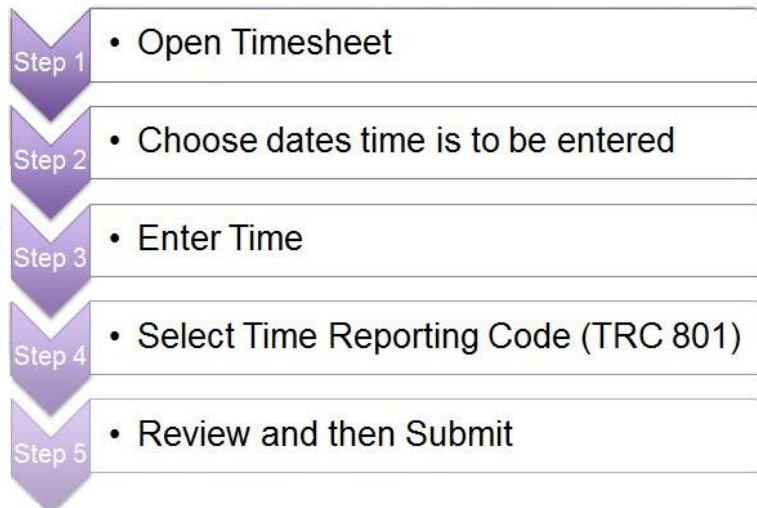 Step 1
• Open Timesheet
Step 2
• Choose dates time is to be entered
Step 3
• Enter Time
Step 4
• Select Time Reporting Code (TRC 801)
Step 5
• Review and then Submit